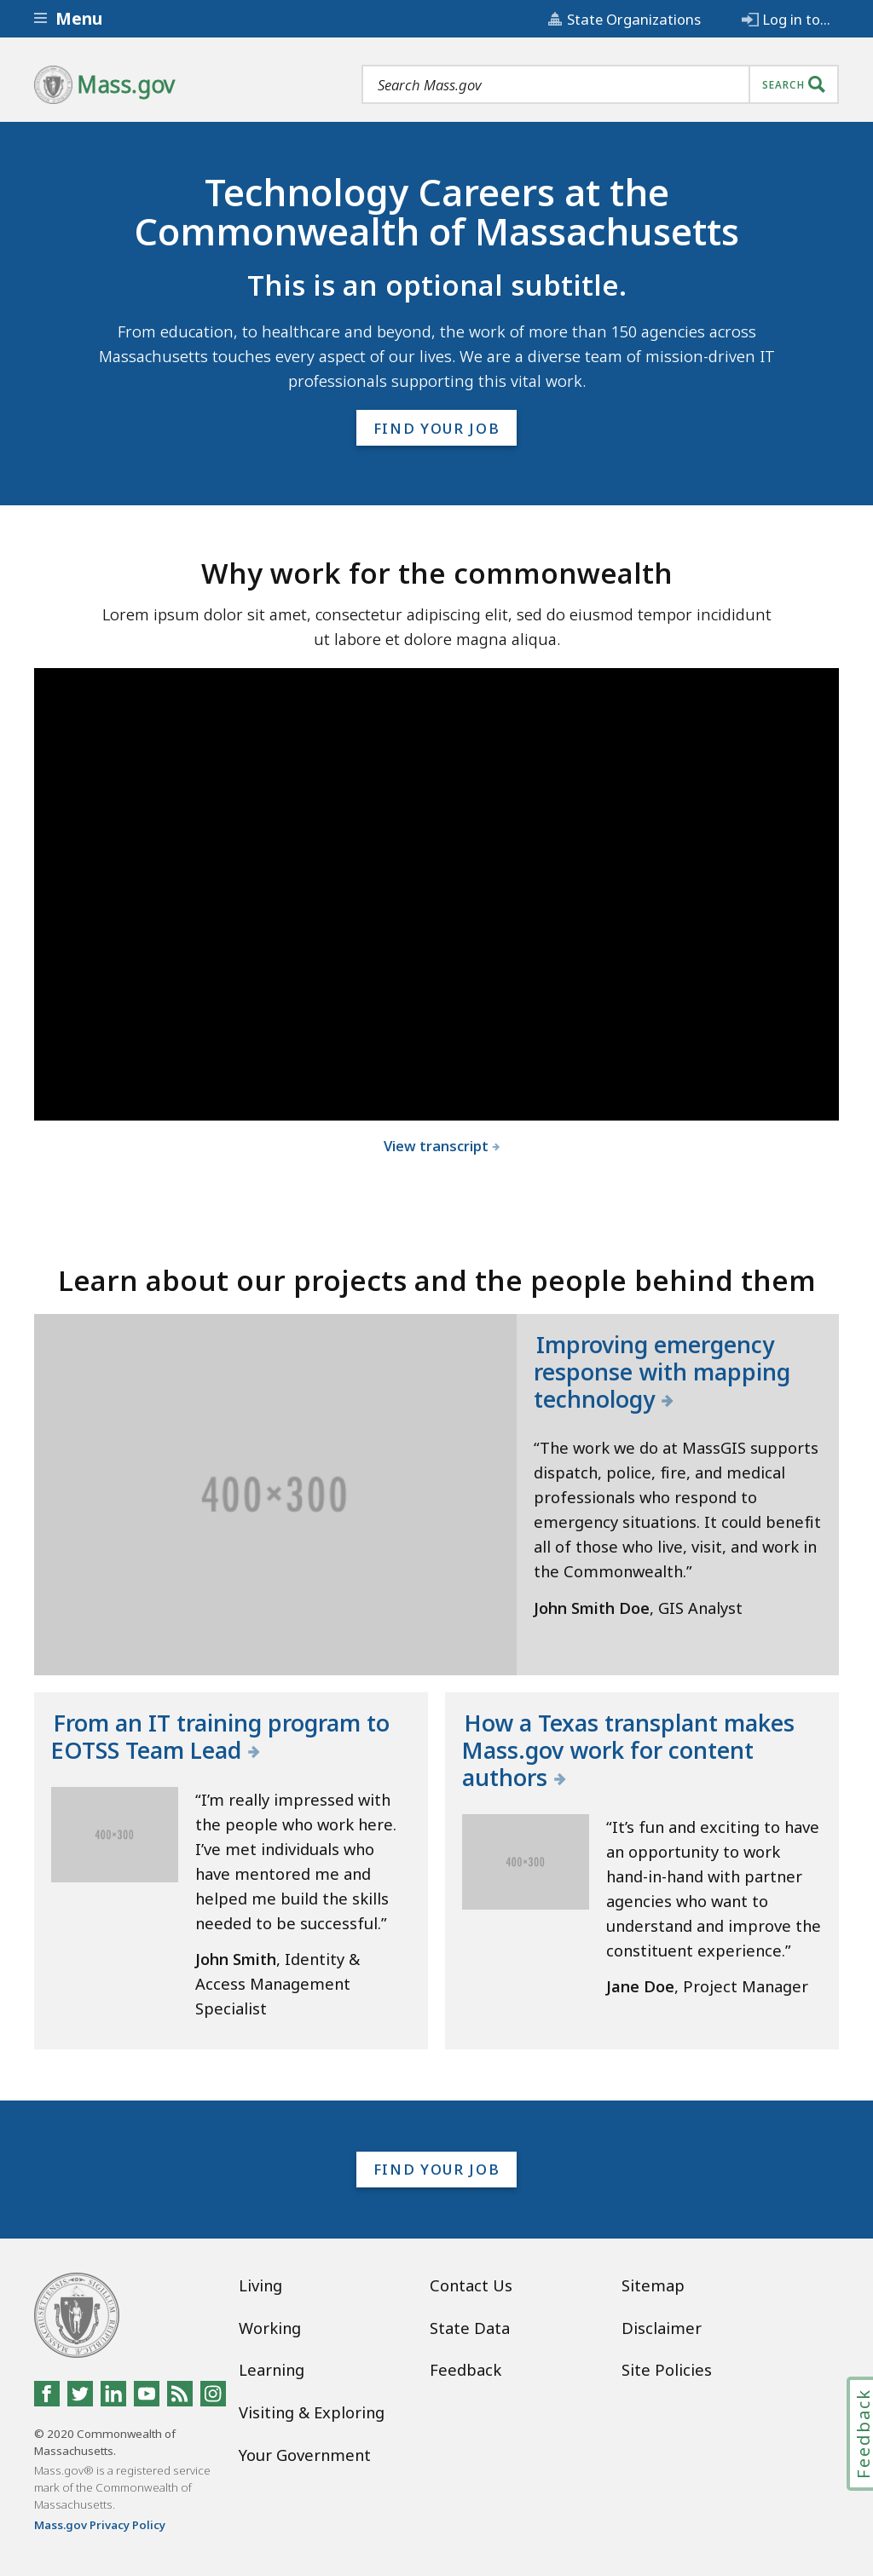 Menu
State Organizations
Log in to...
Mass.gov
Search Mass.gov
SEARCH
Technology Careers at the
Commonwealth of Massachusetts
This is an optional subtitle.
From education, to healthcare and beyond, the work of more than 150 agencies across
Massachusetts touches every aspect of our lives. We are a diverse team of mission-driven IT
professionals supporting this vital work.
FIND YOUR JOB
Why work for the commonwealth
Lorem ipsum dolor sit amet, consectetur adipiscing elit, sed do eiusmod tempor incididunt
ut labore et dolore magna aliqua.
View transcript
Learn about our projects and the people behind them
400×300
Improving emergency
response with mapping
technology
“The work we do at MassGIS supports
dispatch, police, fire, and medical
professionals who respond to
emergency situations. It could benefit
all of those who live, visit, and work in
the Commonwealth.”
John Smith Doe, GIS Analyst
From an IT training program to
EOTSS Team Lead
400×300
“I’m really impressed with
the people who work here.
I’ve met individuals who
have mentored me and
helped me build the skills
needed to be successful.”
John Smith, Identity &
Access Management
Specialist
How a Texas transplant makes
Mass.gov work for content
authors
400×300
“It’s fun and exciting to have
an opportunity to work
hand-in-hand with partner
agencies who want to
understand and improve the
constituent experience.”
Jane Doe, Project Manager
FIND YOUR JOB
Living
Working
Learning
Visiting & Exploring
Your Government
Contact Us
State Data
Feedback
Sitemap
Disclaimer
Site Policies
© 2020 Commonwealth of
Massachusetts.
Mass.gov® is a registered service
mark of the Commonwealth of
Massachusetts.
Mass.gov Privacy Policy
Feedback